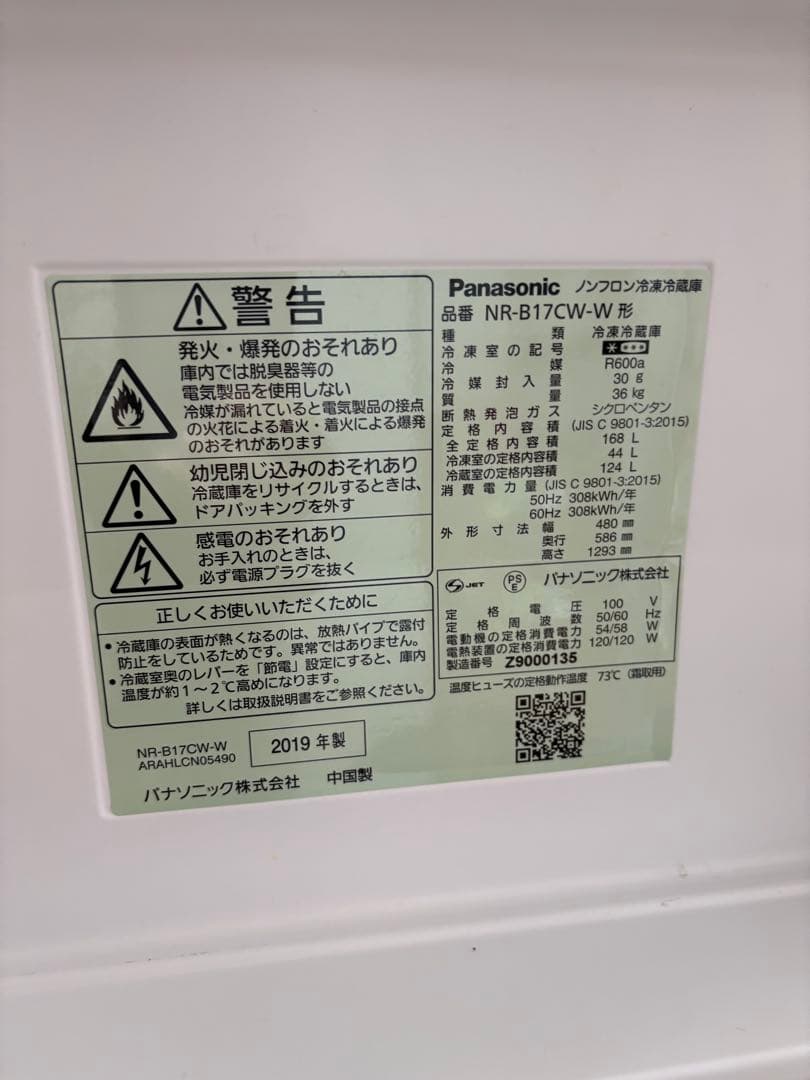 警告
発火・爆発のおそれあり
庫内では脱臭器等の
電気製品を使用しない
冷媒が漏れていると電気製品の接点
の火花による着火・着火による爆発
のおそれがあります
幼児閉じ込みのおそれあり
冷蔵庫をリサイクルするときは、
ドアパッキングを外す
感電のおそれあり
お手入れのときは、
必ず電源プラグを抜く
正しくお使いいただくために
• 冷蔵庫の表面が熱くなるのは、放熱パイプで露付
防止をしているためです。異常ではありません。
• 冷蔵室奥のレバーを「節電」設定にすると、庫内
温度が約1～2℃高めになります。
詳しくは取扱説明書をご参照ください。
NR-B17CW-W
ARAHLCN05490
2019 年製
パナソニック株式会社 中国製
Panasonic ノンフロン冷凍冷蔵庫
品番 NR-B17CW-W 形
種類 冷凍冷蔵庫
冷凍室の記号
冷媒 R600a
冷媒封入量 30 g
質量 36 kg
断熱発泡ガス シクロペンタン
定格内容積 (JIS C 9801-3:2015)
全定格内容積 168 L
冷凍室の定格内容積 44 L
冷蔵室の定格内容積 124 L
消費電力量 (JIS C 9801-3:2015)
50Hz 308kWh/年
60Hz 308kWh/年
外形寸法 幅 480 ㎜
奥行 586 ㎜
高さ 1293 ㎜
JET PS E パナソニック株式会社
定格電圧 100 V
定格周波数 50/60 Hz
電動機の定格消費電力 54/58 W
電熱装置の定格消費電力 120/120 W
製造番号 Z9000135
温度ヒューズの定格動作温度 73℃ (霜取用)